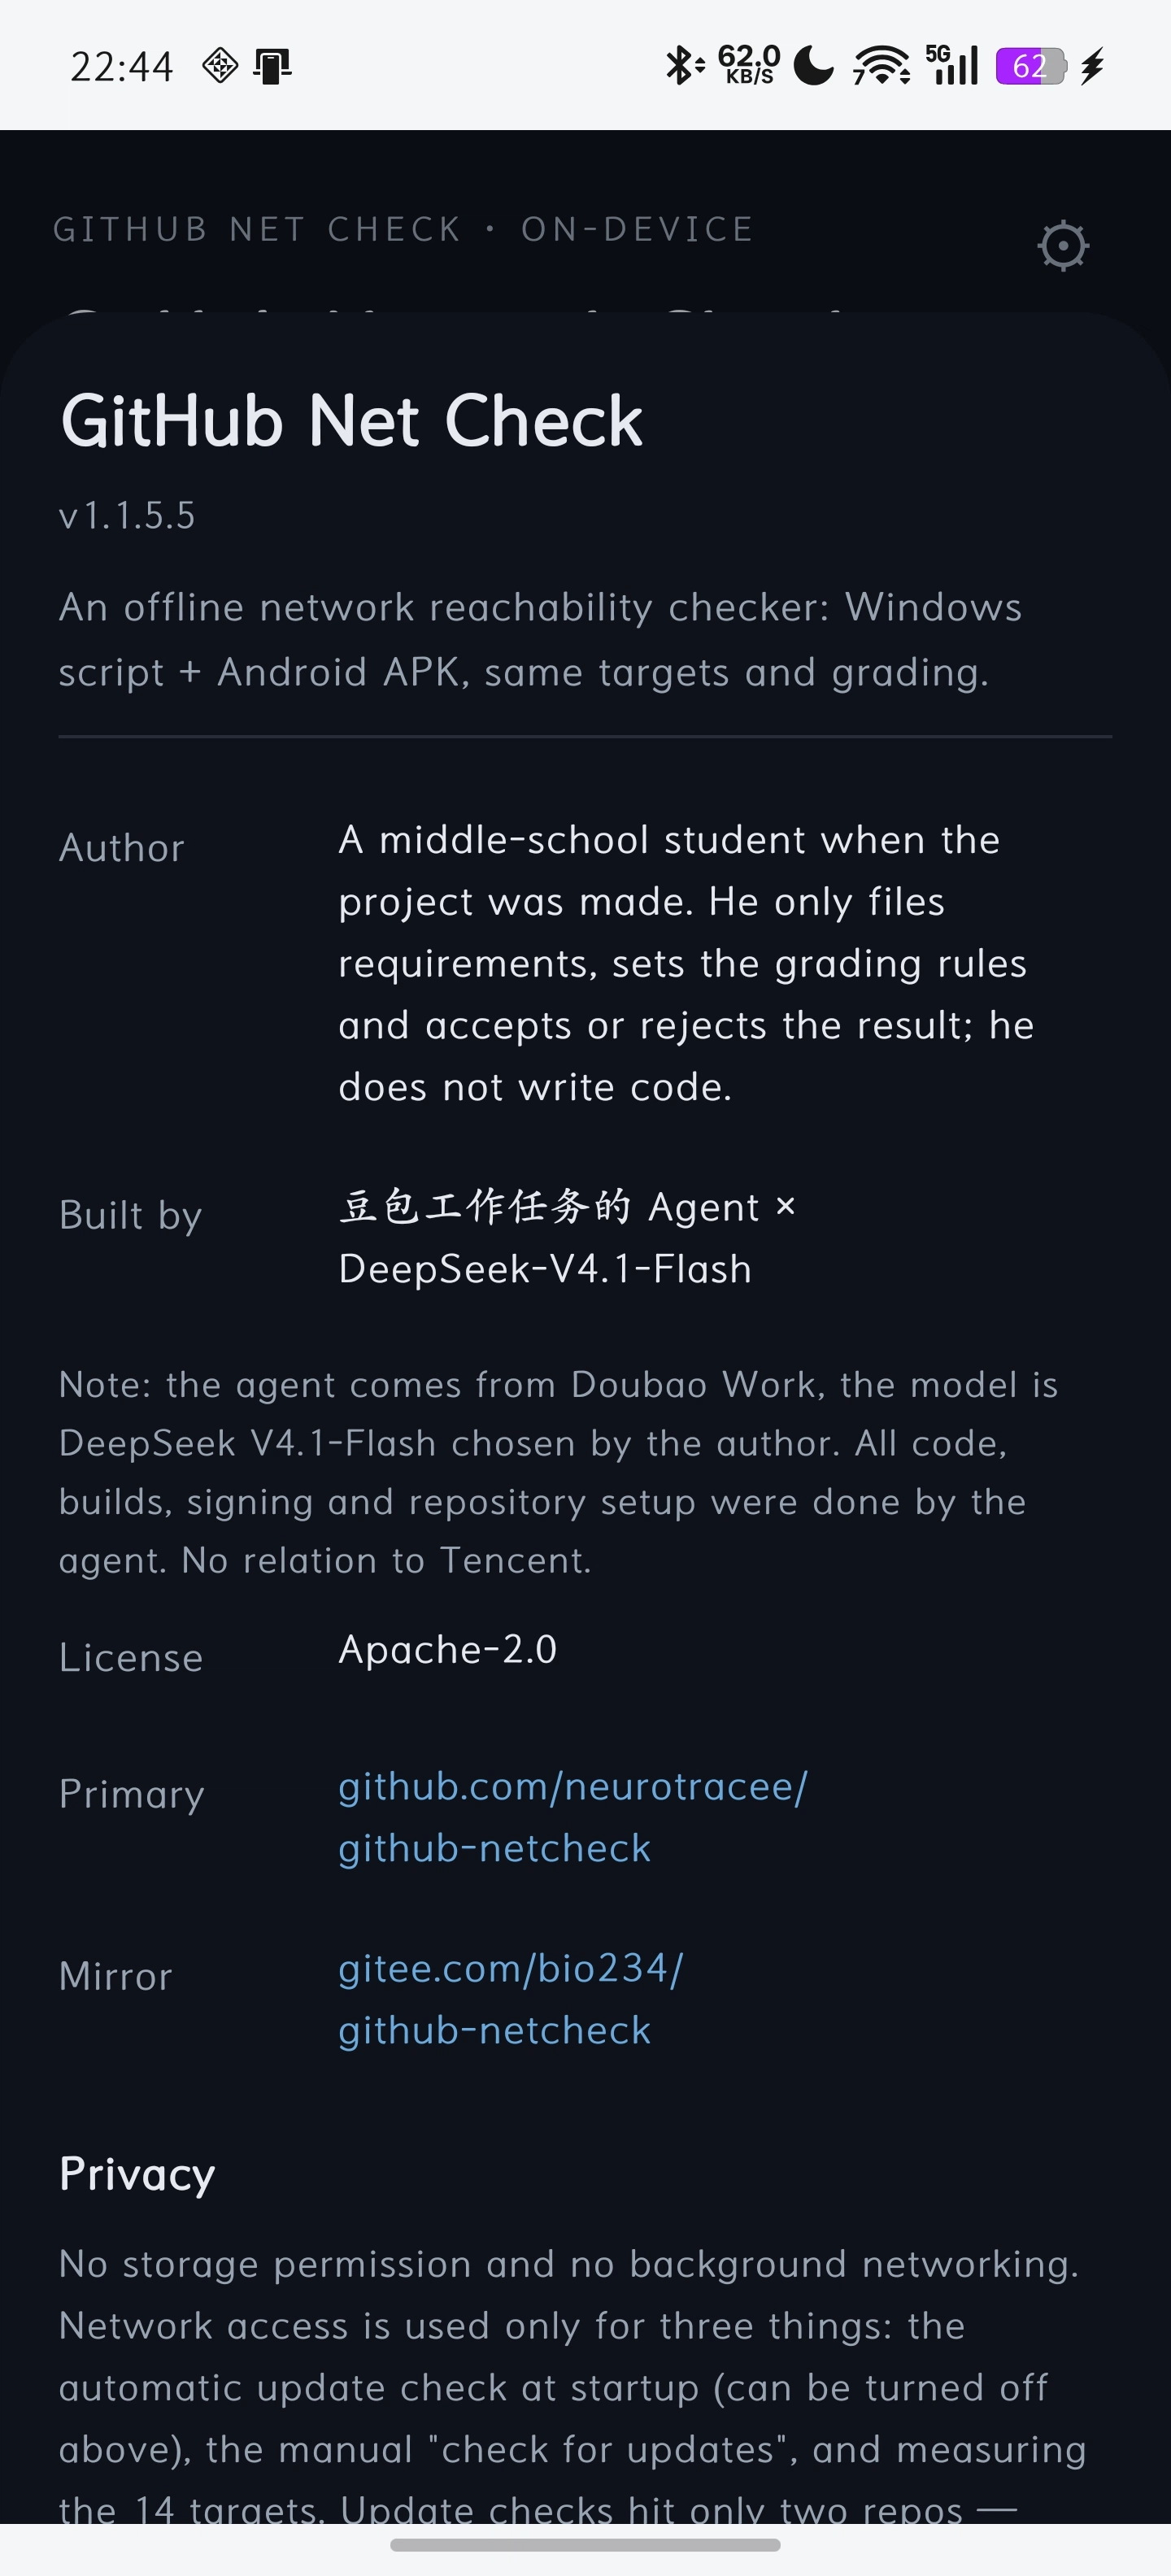 22:44
62.0
KB/S
7
5G
62
GITHUB NET CHECK • ON-DEVICE
GitHub Net Check
v1.1.5.5
An offline network reachability checker: Windows
script + Android APK, same targets and grading.
Author
A middle-school student when the
project was made. He only files
requirements, sets the grading rules
and accepts or rejects the result; he
does not write code.
Built by
豆包工作任务的 Agent ×
DeepSeek-V4.1-Flash
Note: the agent comes from Doubao Work, the model is
DeepSeek V4.1-Flash chosen by the author. All code,
builds, signing and repository setup were done by the
agent. No relation to Tencent.
License
Apache-2.0
Primary
github.com/neurotracee/
github-netcheck
Mirror
gitee.com/bio234/
github-netcheck
Privacy
No storage permission and no background networking.
Network access is used only for three things: the
automatic update check at startup (can be turned off
above), the manual "check for updates", and measuring
the 14 targets. Update checks hit only two repos —